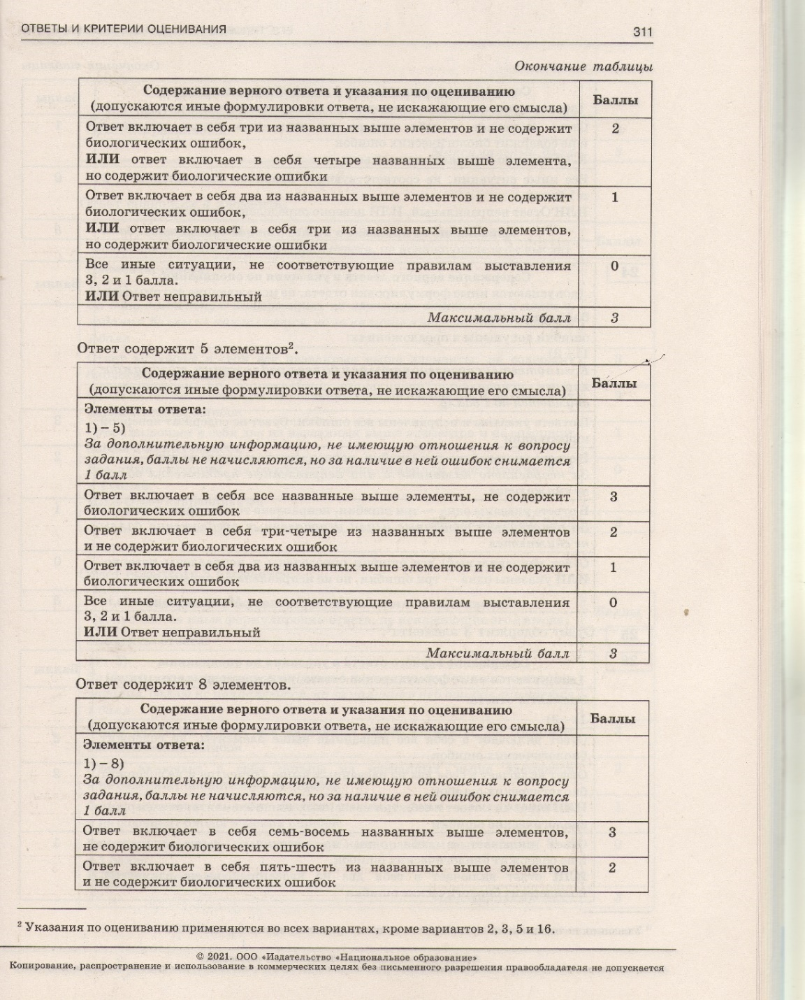 ОТВЕТЫ И КРИТЕРИИ ОЦЕНИВАНИЯ 311
Окончание таблицы
Содержание верного ответа и указания по оцениванию
(допускаются иные формулировки ответа, не искажающие его смысла)
Баллы
Ответ включает в себя три из названных выше элементов и не содержит
биологических ошибок,
ИЛИ ответ включает в себя четыре названных выше элемента,
но содержит биологические ошибки
2
Ответ включает в себя два из названных выше элементов и не содержит
биологических ошибок,
ИЛИ ответ включает в себя три из названных выше элементов,
но содержит биологические ошибки
1
Все иные ситуации, не соответствующие правилам выставления
3, 2 и 1 балла.
ИЛИ Ответ неправильный
0
Максимальный балл 3
Ответ содержит 5 элементов².
Содержание верного ответа и указания по оцениванию
(допускаются иные формулировки ответа, не искажающие его смысла)
Баллы
Элементы ответа:
1) – 5)
За дополнительную информацию, не имеющую отношения к вопросу
задания, баллы не начисляются, но за наличие в ней ошибок снимается
1 балл
Ответ включает в себя все названные выше элементы, не содержит
биологических ошибок
3
Ответ включает в себя три-четыре из названных выше элементов
и не содержит биологических ошибок
2
Ответ включает в себя два из названных выше элементов и не содержит
биологических ошибок
1
Все иные ситуации, не соответствующие правилам выставления
3, 2 и 1 балла.
ИЛИ Ответ неправильный
0
Максимальный балл 3
Ответ содержит 8 элементов.
Содержание верного ответа и указания по оцениванию
(допускаются иные формулировки ответа, не искажающие его смысла)
Баллы
Элементы ответа:
1) – 8)
За дополнительную информацию, не имеющую отношения к вопросу
задания, баллы не начисляются, но за наличие в ней ошибок снимается
1 балл
Ответ включает в себя семь-восемь названных выше элементов,
не содержит биологических ошибок
3
Ответ включает в себя пять-шесть из названных выше элементов
и не содержит биологических ошибок
2
² Указания по оцениванию применяются во всех вариантах, кроме вариантов 2, 3, 5 и 16.
© 2021. ООО «Издательство «Национальное образование»
Копирование, распространение и использование в коммерческих целях без письменного разрешения правообладателя не допускается